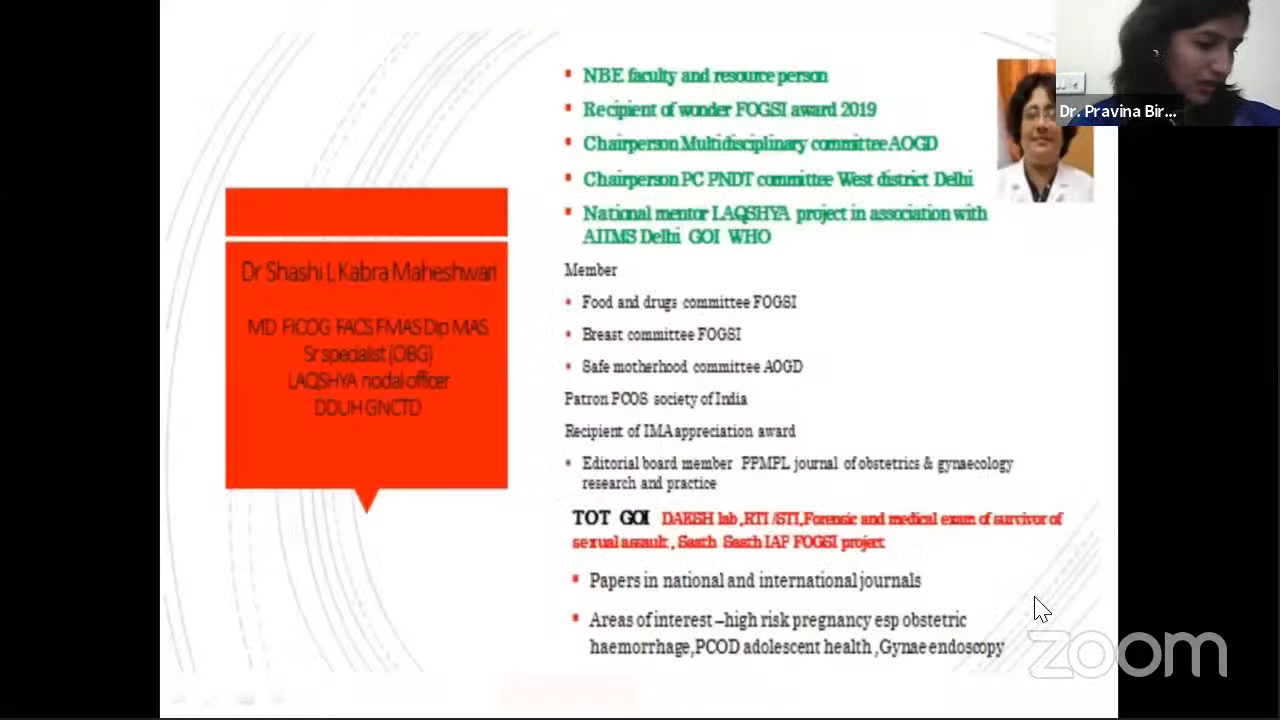 Dr Shashi L Kabra Maheshwari
MD FICOG FACS FMAS Dip MAS
Sr specialist (OBG)
LAQSHYA nodal officer
DDUH GNCTD
NBE faculty and resource person
Recipient of wonder FOGSI award 2019
Chairperson Multidisciplinary committee AOGD
Chairperson PC PNDT committee West district Delhi
National mentor LAQSHYA project in association with
AIIMS Delhi GOI WHO
Member
Food and drugs committee FOGSI
Breast committee FOGSI
Safe motherhood committee AOGD
Patron PCOS society of India
Recipient of IMA appreciation award
Editorial board member PPMPL journal of obstetrics & gynaecology
research and practice
TOT GOI DAKSH lab ,RTI /STI,Forensic and medical exam of survivor of
sexual assault , Saath Saath IAP FOGSI project
Papers in national and international journals
Areas of interest –high risk pregnancy esp obstetric
haemorrhage,PCOD adolescent health ,Gynae endoscopy
Dr. Pravina Bir...
zoom